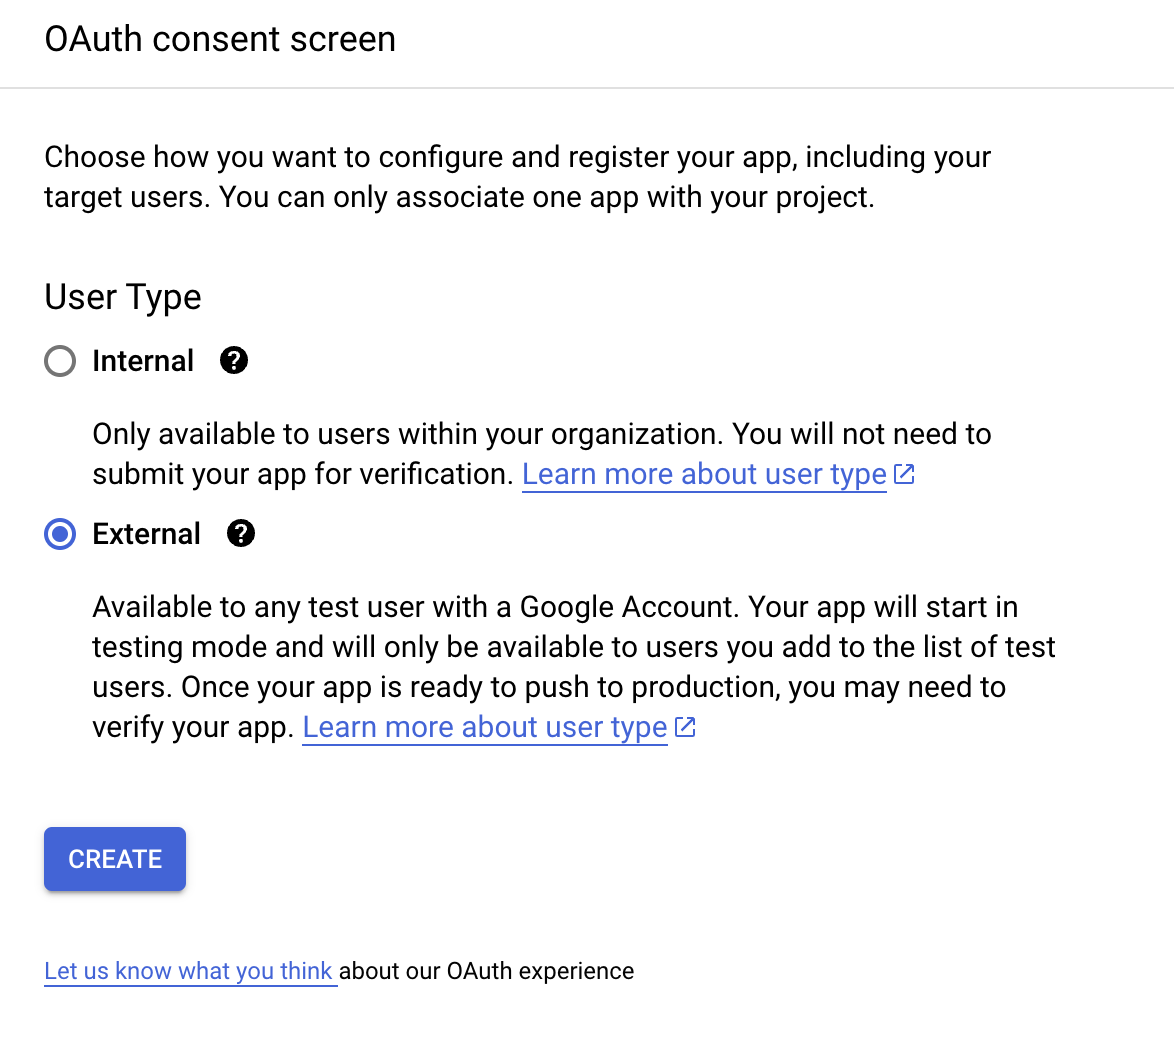 OAuth consent screen
Choose how you want to configure and register your app, including your
target users. You can only associate one app with your project.
User Type
Internal
Only available to users within your organization. You will not need to
submit your app for verification. Learn more about user type
External
Available to any test user with a Google Account. Your app will start in
testing mode and will only be available to users you add to the list of test
users. Once your app is ready to push to production, you may need to
verify your app. Learn more about user type
CREATE
Let us know what you think about our OAuth experience